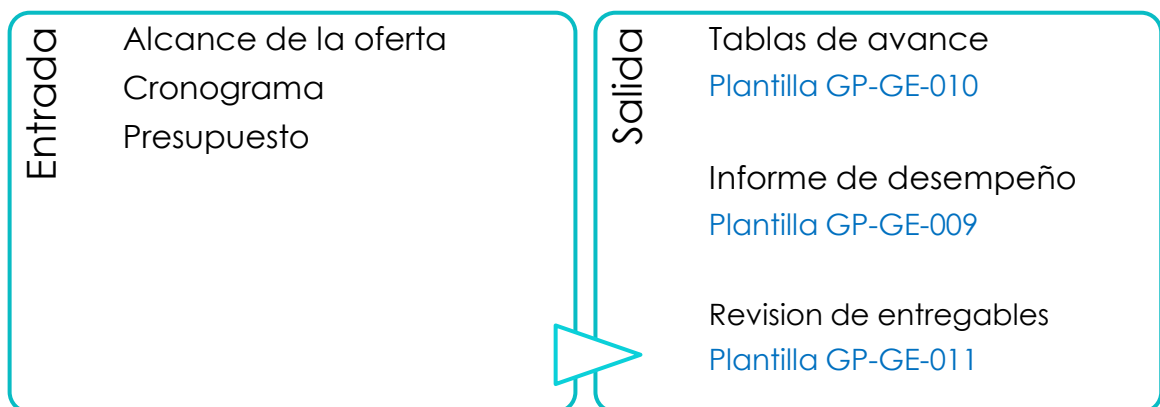 Entrada
Alcance de la oferta
Cronograma
Presupuesto
Salida
Tablas de avance
Plantilla GP-GE-010
Informe de desempeño
Plantilla GP-GE-009
Revision de entregables
Plantilla GP-GE-011